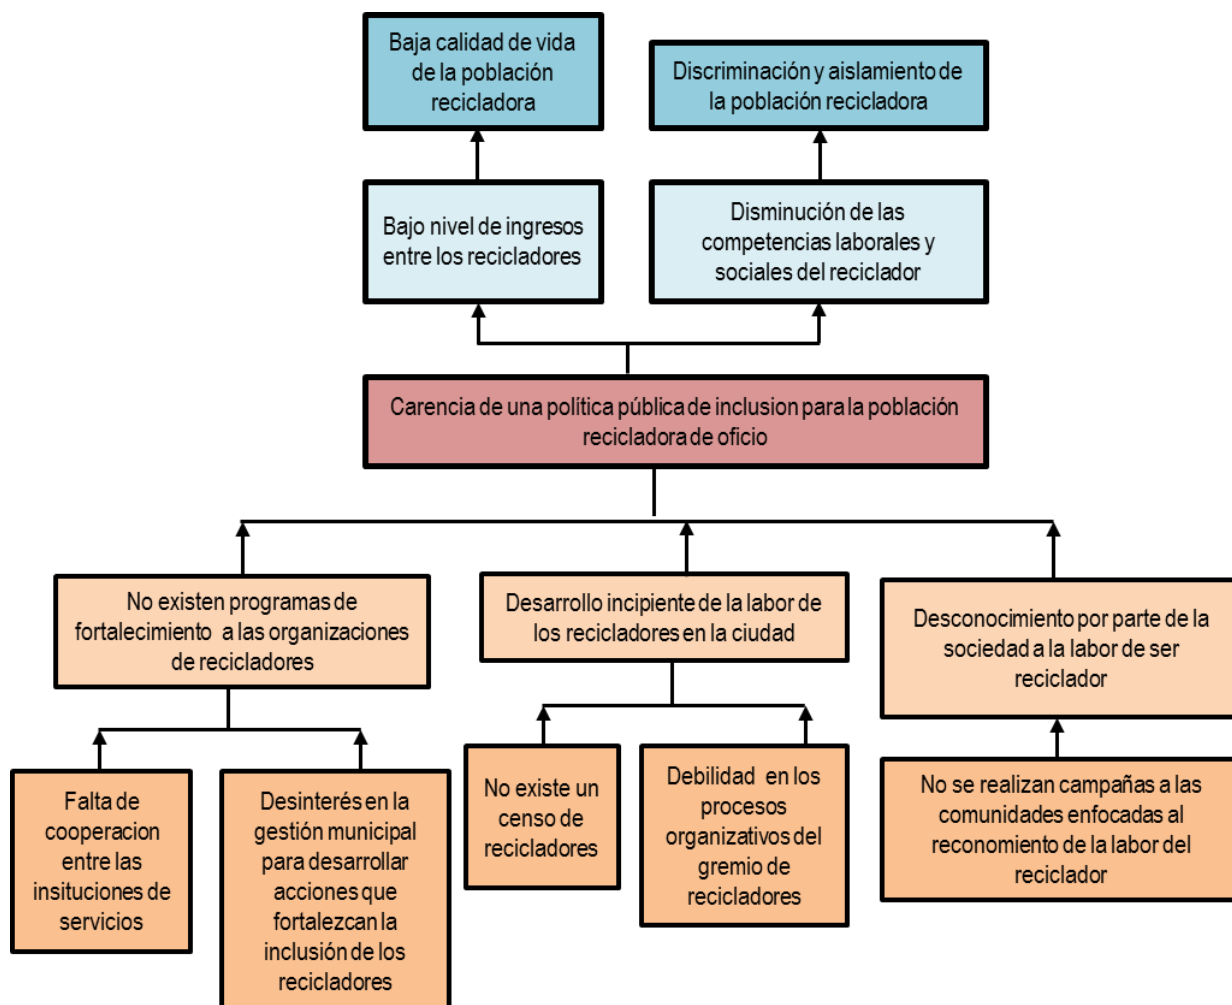 Baja calidad de vida
de la población
recicladora
Discriminación y aislamiento de
la población recicladora
Bajo nivel de ingresos
entre los recicladores
Disminución de las
competencias laborales y
sociales del reciclador
Carencia de una política pública de inclusion para la población
recicladora de oficio
No existen programas de
fortalecimiento a las organizaciones
de recicladores
Desarrollo incipiente de la labor de
los recicladores en la ciudad
Desconocimiento por parte de la
sociedad a la labor de ser
reciclador
Falta de
cooperacion
entre las
insituciones de
servicios
Desinterés en la
gestión municipal
para desarrollar
acciones que
fortalezcan la
inclusión de los
recicladores
No existe un
censo de
recicladores
Debilidad en los
procesos
organizativos del
gremio de
recicladores
No se realizan campañas a las
comunidades enfocadas al
reconomiento de la labor del
reciclador